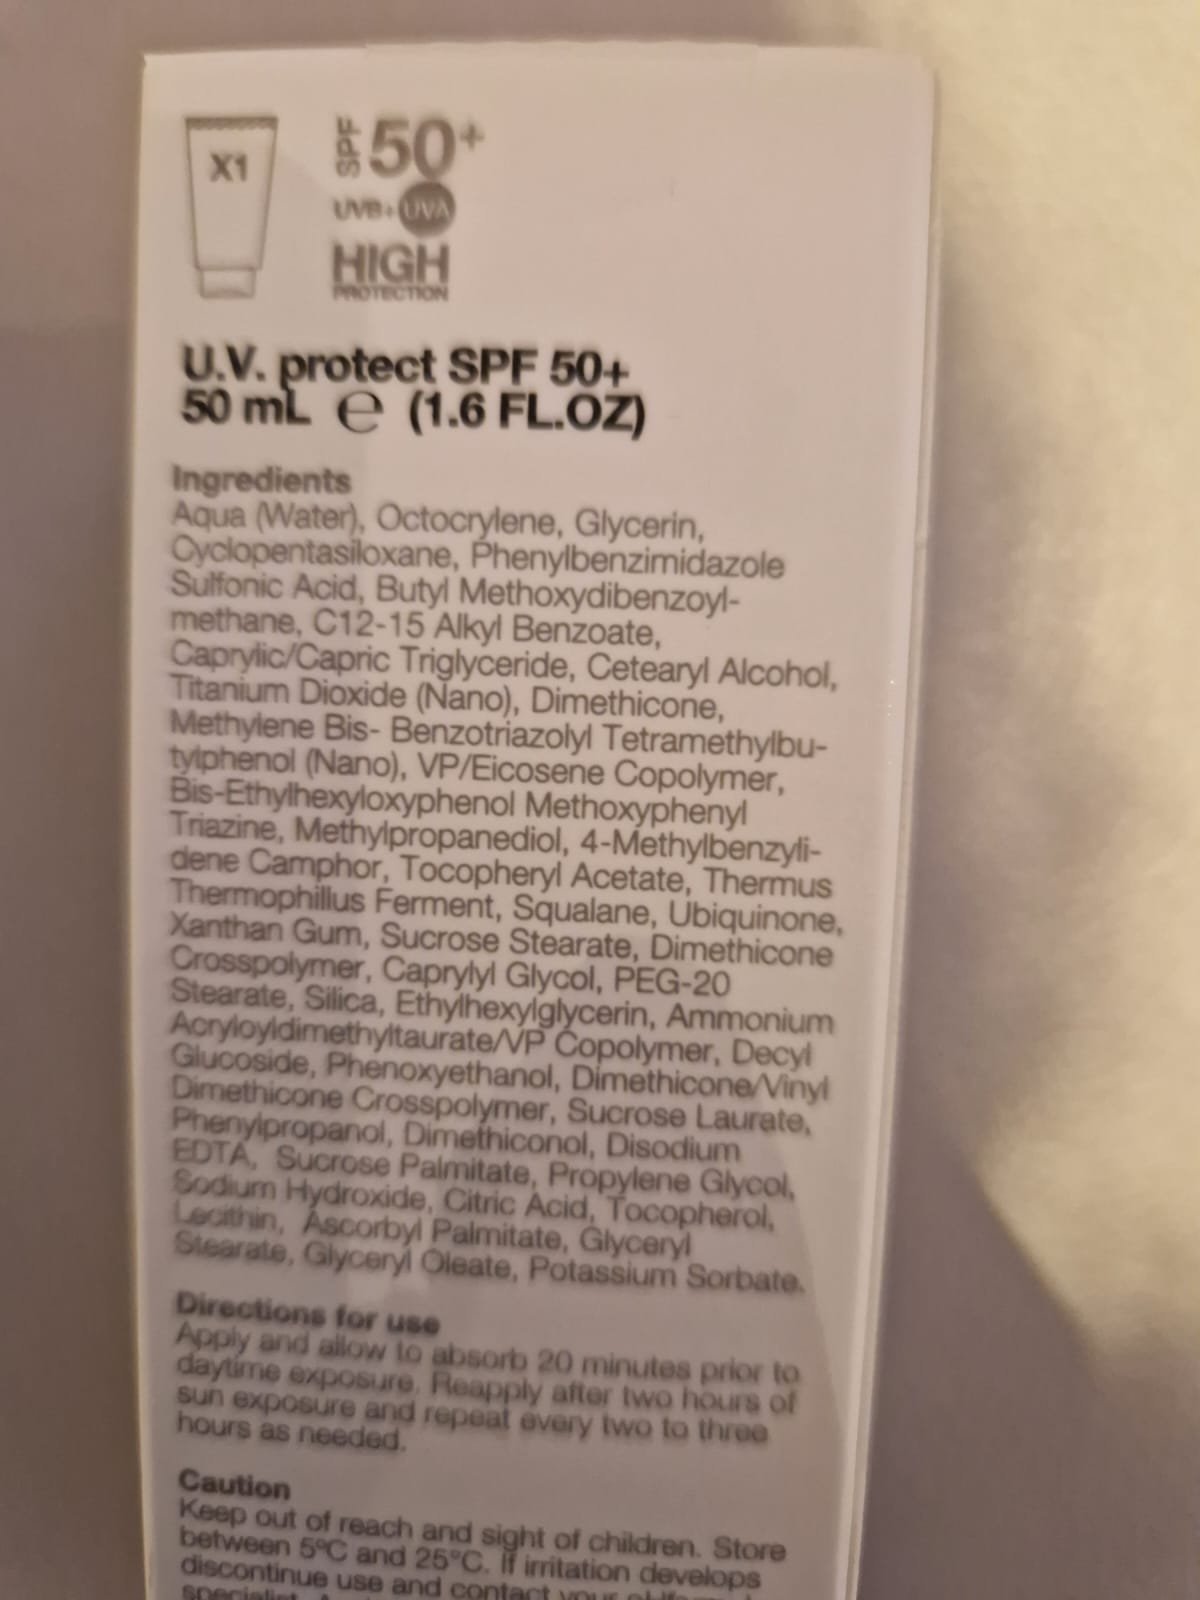 X1
SPF 50+
UVB+ UVA
HIGH
PROTECTION
U.V. protect SPF 50+
50 mL ℮ (1.6 FL.OZ)
Ingredients
Aqua (Water), Octocrylene, Glycerin,
Cyclopentasiloxane, Phenylbenzimidazole
Sulfonic Acid, Butyl Methoxydibenzoyl-
methane, C12-15 Alkyl Benzoate,
Caprylic/Capric Triglyceride, Cetearyl Alcohol,
Titanium Dioxide (Nano), Dimethicone,
Methylene Bis- Benzotriazolyl Tetramethylbu-
tylphenol (Nano), VP/Eicosene Copolymer,
Bis-Ethylhexyloxyphenol Methoxyphenyl
Triazine, Methylpropanediol, 4-Methylbenzyli-
dene Camphor, Tocopheryl Acetate, Thermus
Thermophillus Ferment, Squalane, Ubiquinone,
Xanthan Gum, Sucrose Stearate, Dimethicone
Crosspolymer, Caprylyl Glycol, PEG-20
Stearate, Silica, Ethylhexylglycerin, Ammonium
Acryloyldimethyltaurate/VP Copolymer, Decyl
Glucoside, Phenoxyethanol, Dimethicone/Vinyl
Dimethicone Crosspolymer, Sucrose Laurate,
Phenylpropanol, Dimethiconol, Disodium
EDTA, Sucrose Palmitate, Propylene Glycol,
Sodium Hydroxide, Citric Acid, Tocopherol,
Lecithin, Ascorbyl Palmitate, Glyceryl
Stearate, Glyceryl Oleate, Potassium Sorbate.
Directions for use
Apply and allow to absorb 20 minutes prior to
daytime exposure. Reapply after two hours of
sun exposure and repeat every two to three
hours as needed.
Caution
Keep out of reach and sight of children. Store
between 5°C and 25°C. If irritation develops
discontinue use and contact your